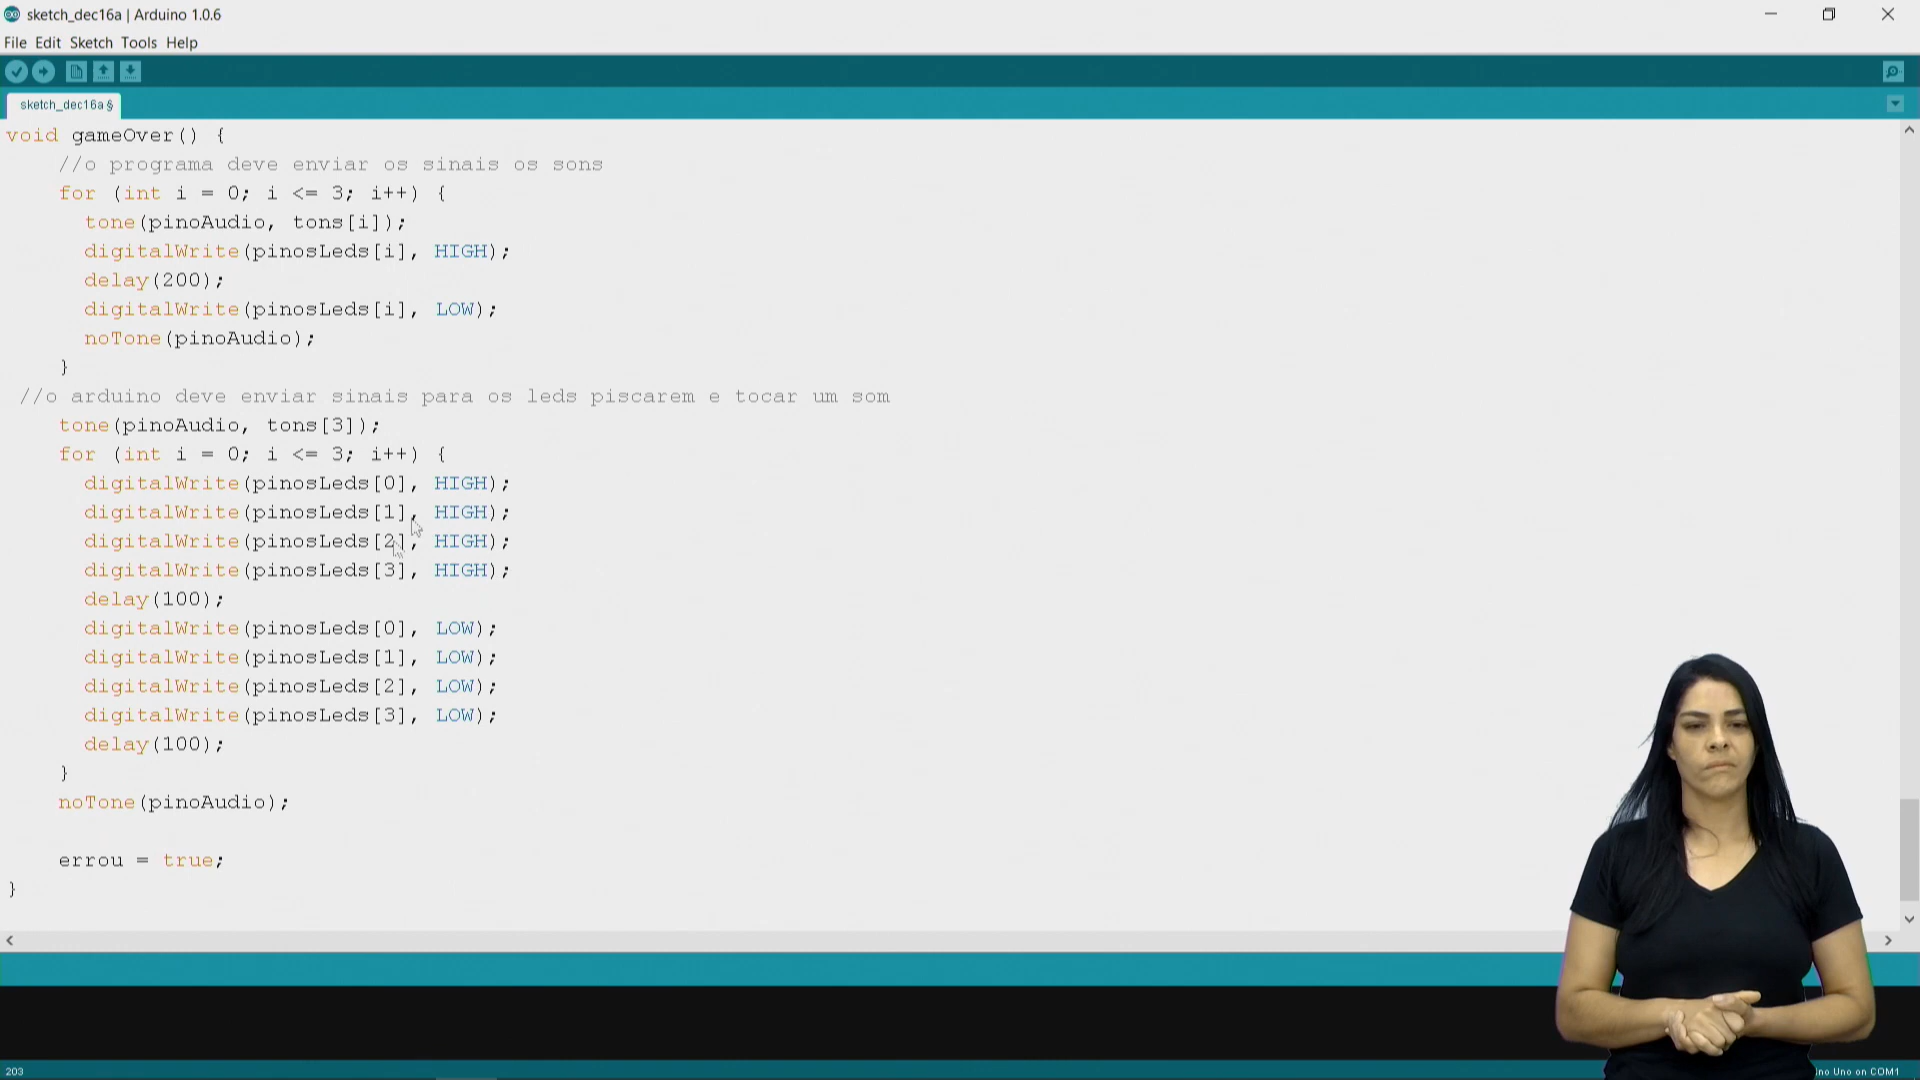 sketch_dec16a | Arduino 1.0.6
File Edit Sketch Tools Help
sketch_dec16a §
void gameOver() {
//o programa deve enviar os sinais os sons
for (int i = 0; i <= 3; i++) {
tone(pinoAudio, tons[i]);
digitalWrite(pinosLeds[i], HIGH);
delay(200);
digitalWrite(pinosLeds[i], LOW);
noTone(pinoAudio);
}
//o arduino deve enviar sinais para os leds piscarem e tocar um som
tone(pinoAudio, tons[3]);
for (int i = 0; i <= 3; i++) {
digitalWrite(pinosLeds[0], HIGH);
digitalWrite(pinosLeds[1], HIGH);
digitalWrite(pinosLeds[2], HIGH);
digitalWrite(pinosLeds[3], HIGH);
delay(100);
digitalWrite(pinosLeds[0], LOW);
digitalWrite(pinosLeds[1], LOW);
digitalWrite(pinosLeds[2], LOW);
digitalWrite(pinosLeds[3], LOW);
delay(100);
}
noTone(pinoAudio);
errou = true;
}
203
no Uno on COM1